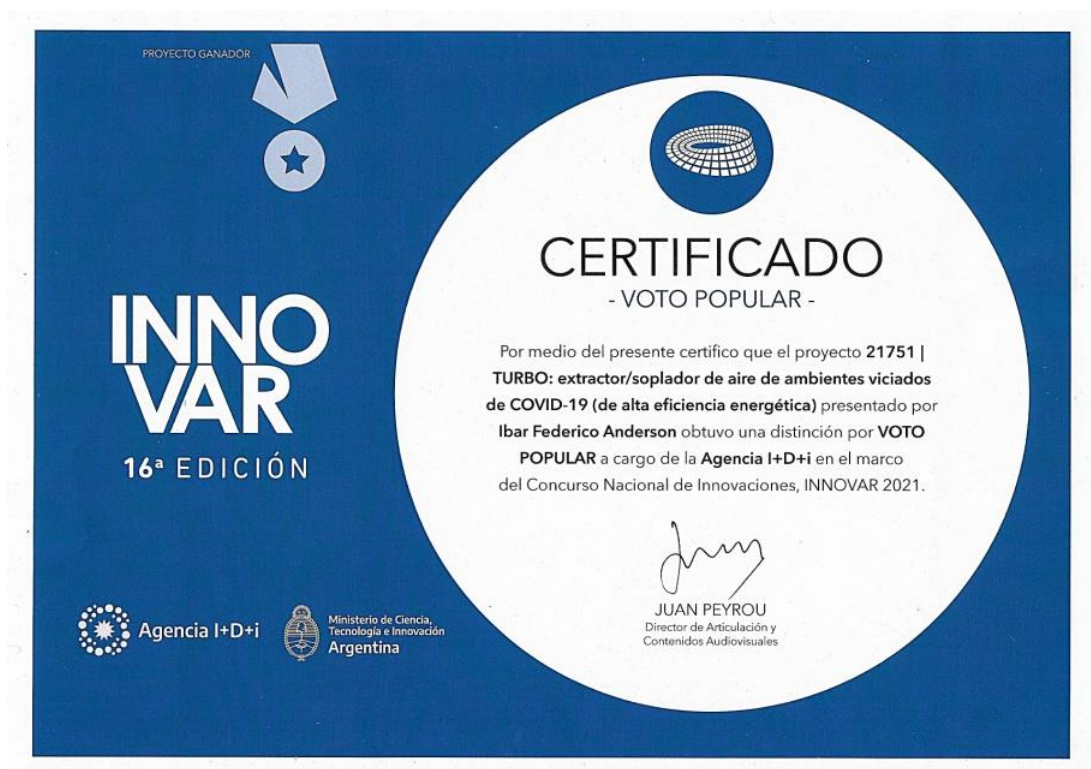 PROYECTO GANADOR
INNO
VAR
16ª EDICIÓN
Agencia I+D+i
Ministerio de Ciencia,
Tecnología e Innovación
Argentina
CERTIFICADO
- VOTO POPULAR -
Por medio del presente certifico que el proyecto 21751 |
TURBO: extractor/soplador de aire de ambientes viciados
de COVID-19 (de alta eficiencia energética) presentado por
Ibar Federico Anderson obtuvo una distinción por VOTO
POPULAR a cargo de la Agencia I+D+i en el marco
del Concurso Nacional de Innovaciones, INNOVAR 2021.
JUAN PEYROU
Director de Articulación y
Contenidos Audiovisuales